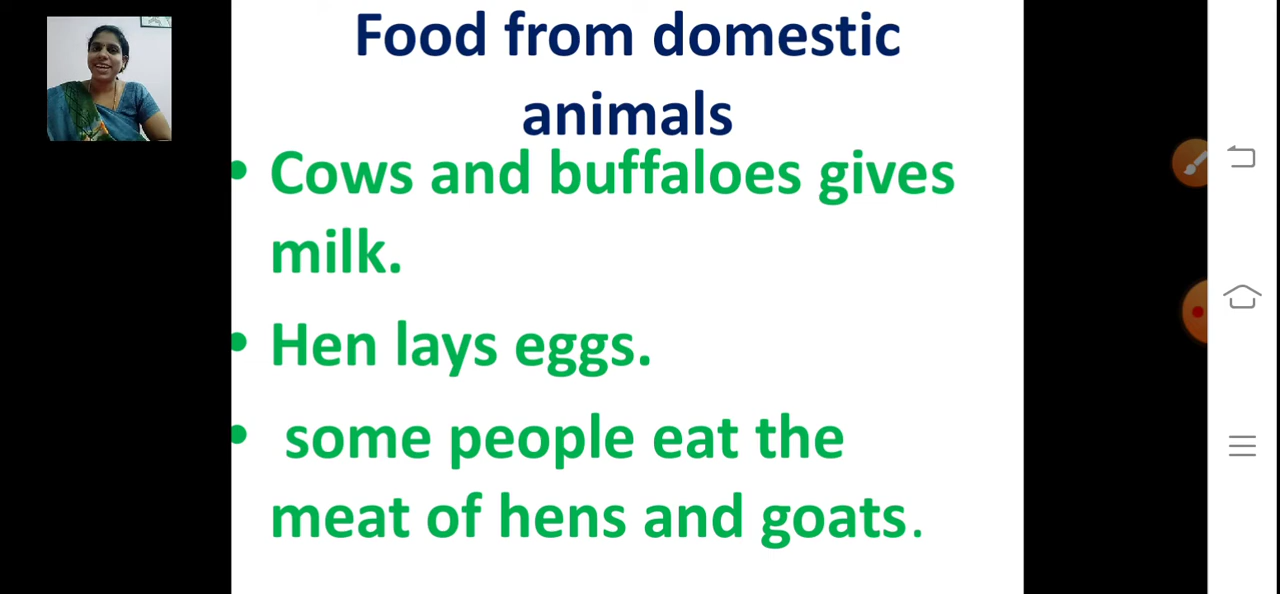 Food from domestic
animals
• Cows and buffaloes gives
milk.
• Hen lays eggs.
• some people eat the
meat of hens and goats.